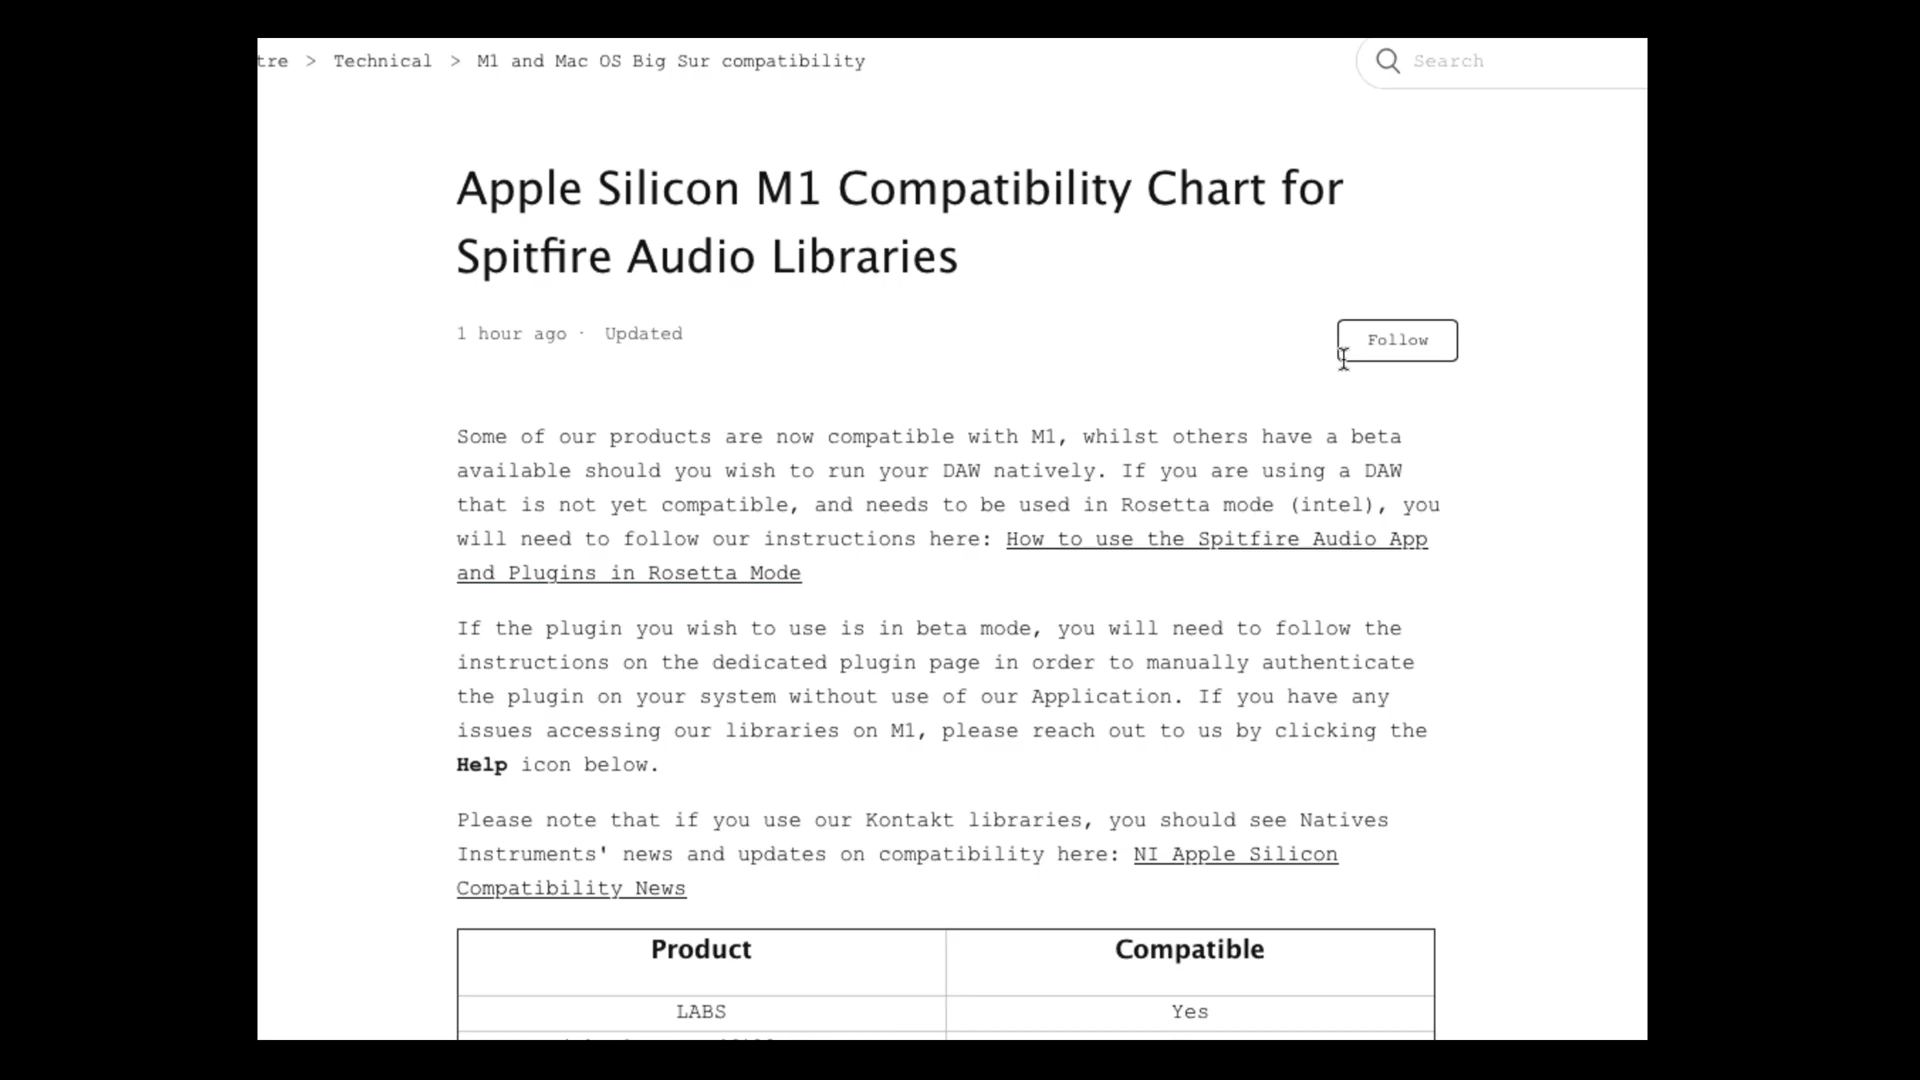 tre > Technical > M1 and Mac OS Big Sur compatibility
Search
Apple Silicon M1 Compatibility Chart for
Spitfire Audio Libraries
1 hour ago · Updated
Follow
Some of our products are now compatible with M1, whilst others have a beta
available should you wish to run your DAW natively. If you are using a DAW
that is not yet compatible, and needs to be used in Rosetta mode (intel), you
will need to follow our instructions here: How to use the Spitfire Audio App
and Plugins in Rosetta Mode
If the plugin you wish to use is in beta mode, you will need to follow the
instructions on the dedicated plugin page in order to manually authenticate
the plugin on your system without use of our Application. If you have any
issues accessing our libraries on M1, please reach out to us by clicking the
Help icon below.
Please note that if you use our Kontakt libraries, you should see Natives
Instruments' news and updates on compatibility here: NI Apple Silicon
Compatibility News
Product Compatible
LABS Yes